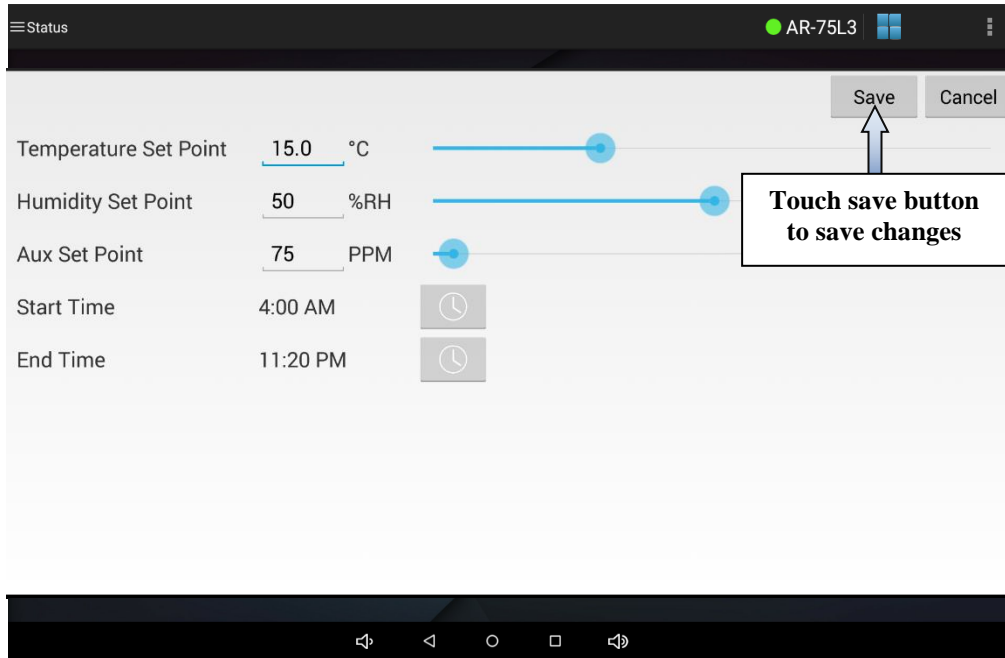 Status AR-75L3
Save Cancel
Temperature Set Point 15.0 °C
Humidity Set Point 50 %RH
Touch save button
to save changes
Aux Set Point 75 PPM
Start Time 4:00 AM
End Time 11:20 PM